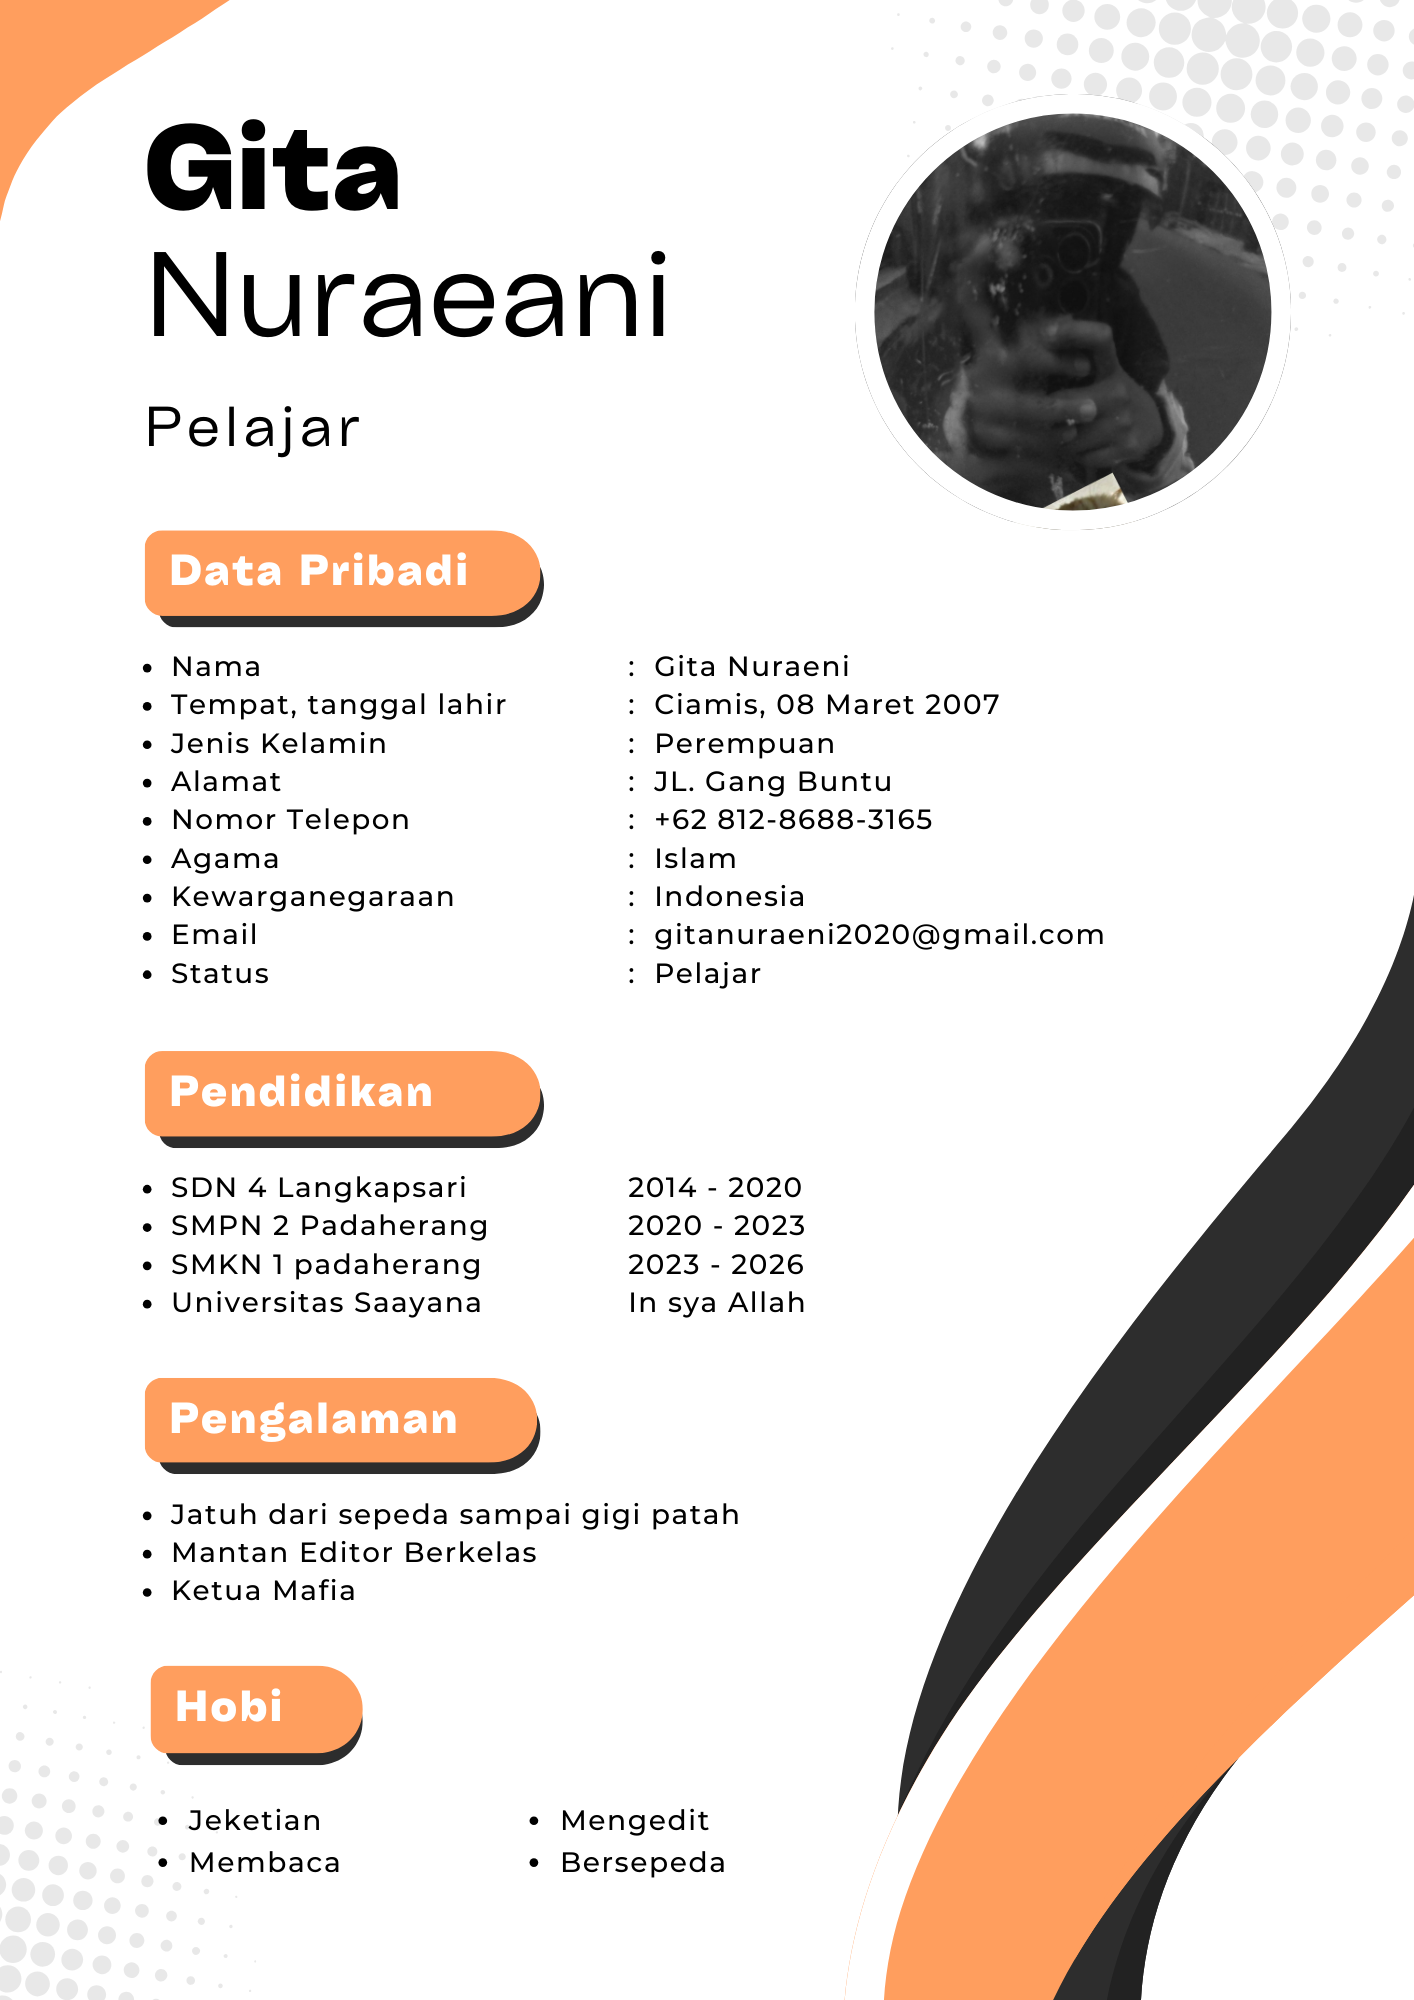 Gita
Nuraeani
Pelajar
Data Pribadi
• Nama : Gita Nuraeni
• Tempat, tanggal lahir : Ciamis, 08 Maret 2007
• Jenis Kelamin : Perempuan
• Alamat : JL. Gang Buntu
• Nomor Telepon : +62 812-8688-3165
• Agama : Islam
• Kewarganegaraan : Indonesia
• Email : gitanuraeni2020@gmail.com
• Status : Pelajar
Pendidikan
• SDN 4 Langkapsari 2014 - 2020
• SMPN 2 Padaherang 2020 - 2023
• SMKN 1 padaherang 2023 - 2026
• Universitas Saayana In sya Allah
Pengalaman
• Jatuh dari sepeda sampai gigi patah
• Mantan Editor Berkelas
• Ketua Mafia
Hobi
• Jeketian • Mengedit
• Membaca • Bersepeda